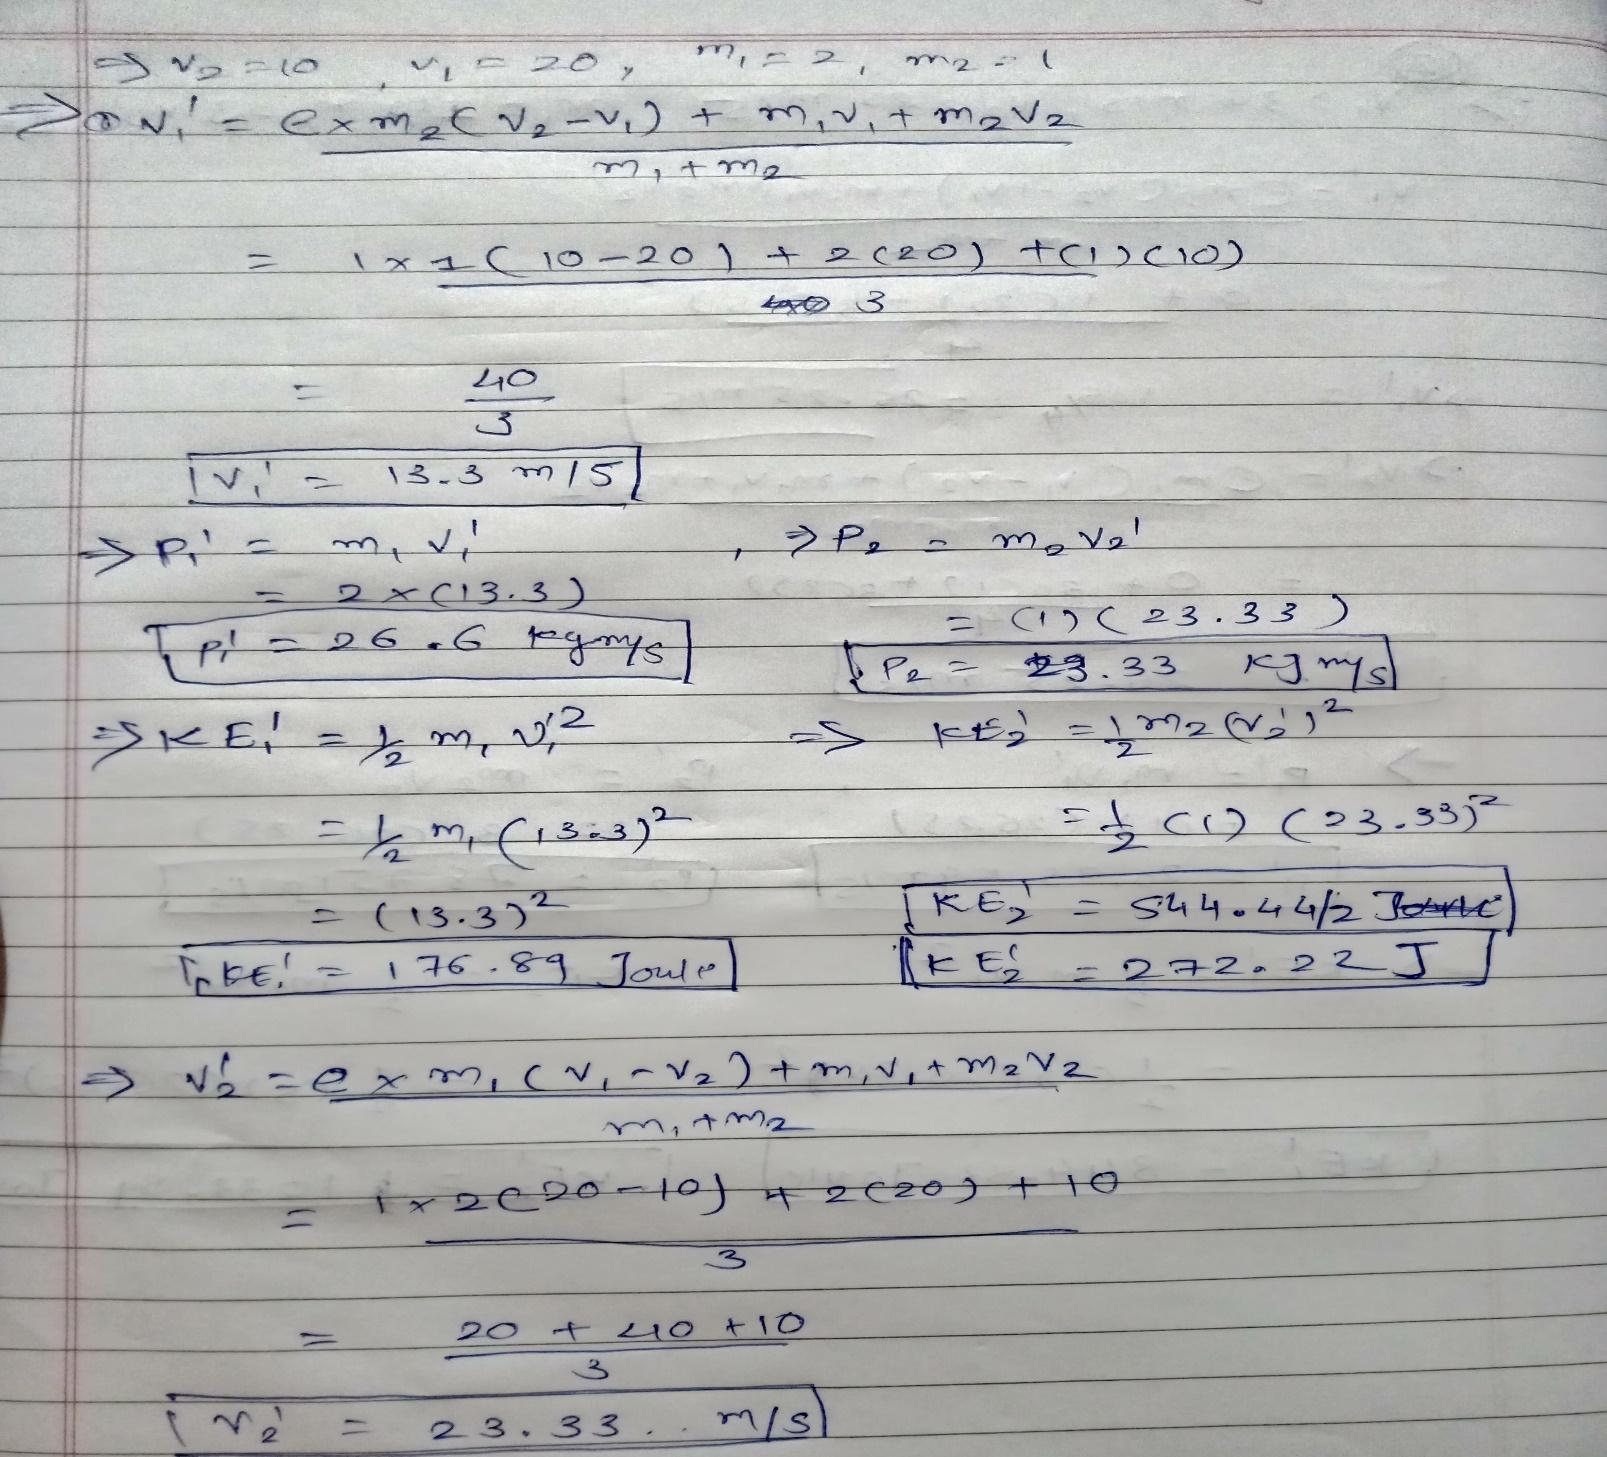 ⇒ v₂ = 10 , v₁ = 20, m₁ = 2, m₂ = 1
⇒ v₁' = e × m₂ ( v₂ - v₁) + m₁v₁ + m₂v₂
m₁ + m₂
= 1 × 1 ( 10 - 20 ) + 2 (20) + (1) (10)
3
= 40
3
v₁' = 13.3 m/s
⇒ P₁' = m₁ v₁' , ⇒ P₂ = m₂ v₂'
= 2 × (13.3)
= (1) ( 23.33 )
P₁' = 26.6 kgm/s
P₂ = 23.33 kg m/s
⇒ KE₁' = 1/2 m₁ v₁'² ⇒ KE₂' = 1/2 m₂ (v₂')²
= 1/2 m₁ (13.3)² = 1/2 (1) (23.33)²
= (13.3)² KE₂' = 544.44/2 Joule
KE₁' = 176.89 Joule KE₂' = 272.22 J
⇒ v₂' = e × m₁ ( v₁ - v₂ ) + m₁v₁ + m₂v₂
m₁ + m₂
= 1 × 2 ( 20 - 10 ) + 2 (20) + 10
3
= 20 + 40 + 10
3
v₂' = 23.33 .. m/s